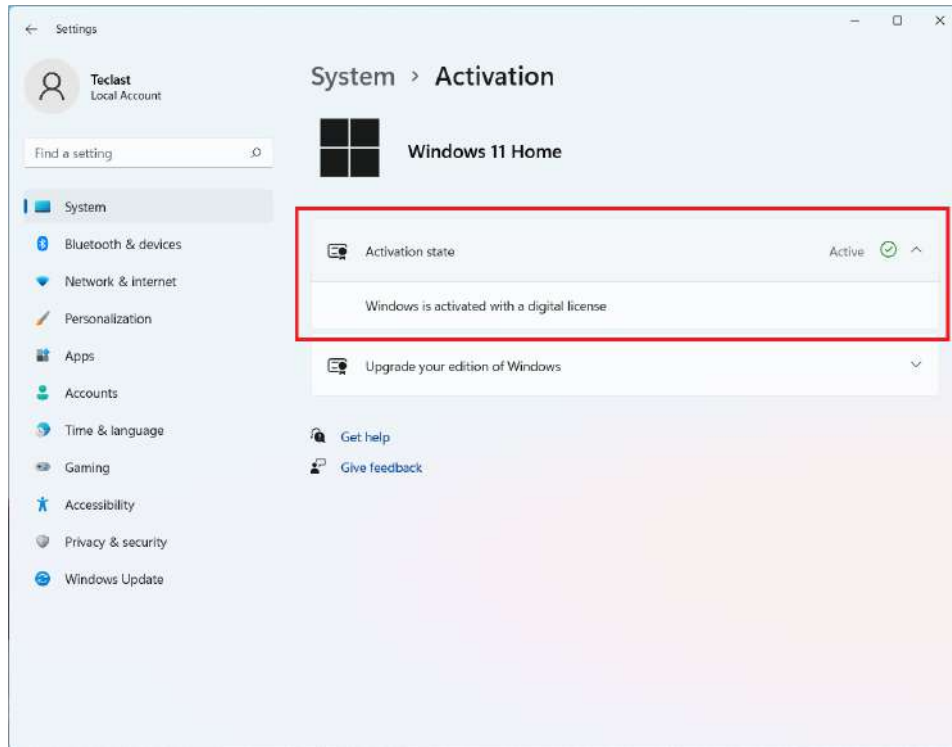 Settings
Teclast
Local Account
Find a setting
System
Bluetooth & devices
Network & internet
Personalization
Apps
Accounts
Time & language
Gaming
Accessibility
Privacy & security
Windows Update
System > Activation
Windows 11 Home
Activation state Active
Windows is activated with a digital license
Upgrade your edition of Windows
Get help
Give feedback